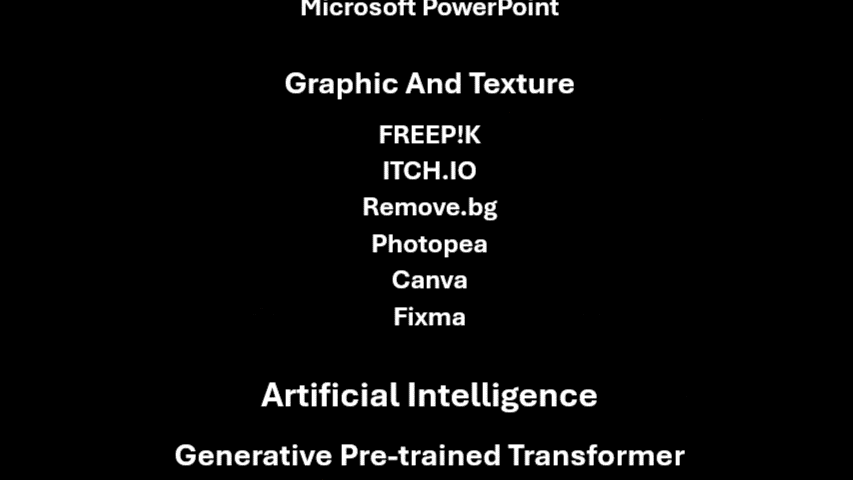 Microsoft PowerPoint
Graphic And Texture
FREEP!K
ITCH.IO
Remove.bg
Photopea
Canva
Fixma
Artificial Intelligence
Generative Pre-trained Transformer